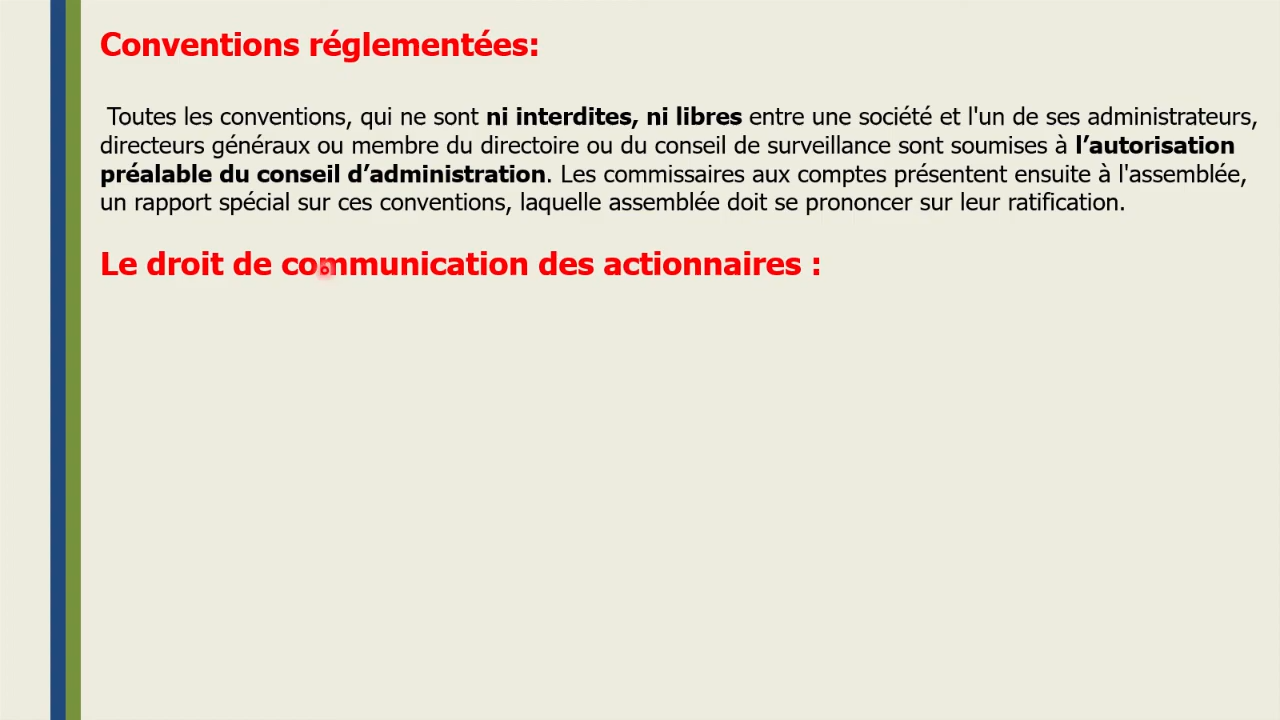 Conventions réglementées:
Toutes les conventions, qui ne sont ni interdites, ni libres entre une société et l'un de ses administrateurs,
directeurs généraux ou membre du directoire ou du conseil de surveillance sont soumises à l’autorisation
préalable du conseil d’administration. Les commissaires aux comptes présentent ensuite à l'assemblée,
un rapport spécial sur ces conventions, laquelle assemblée doit se prononcer sur leur ratification.
Le droit de communication des actionnaires :